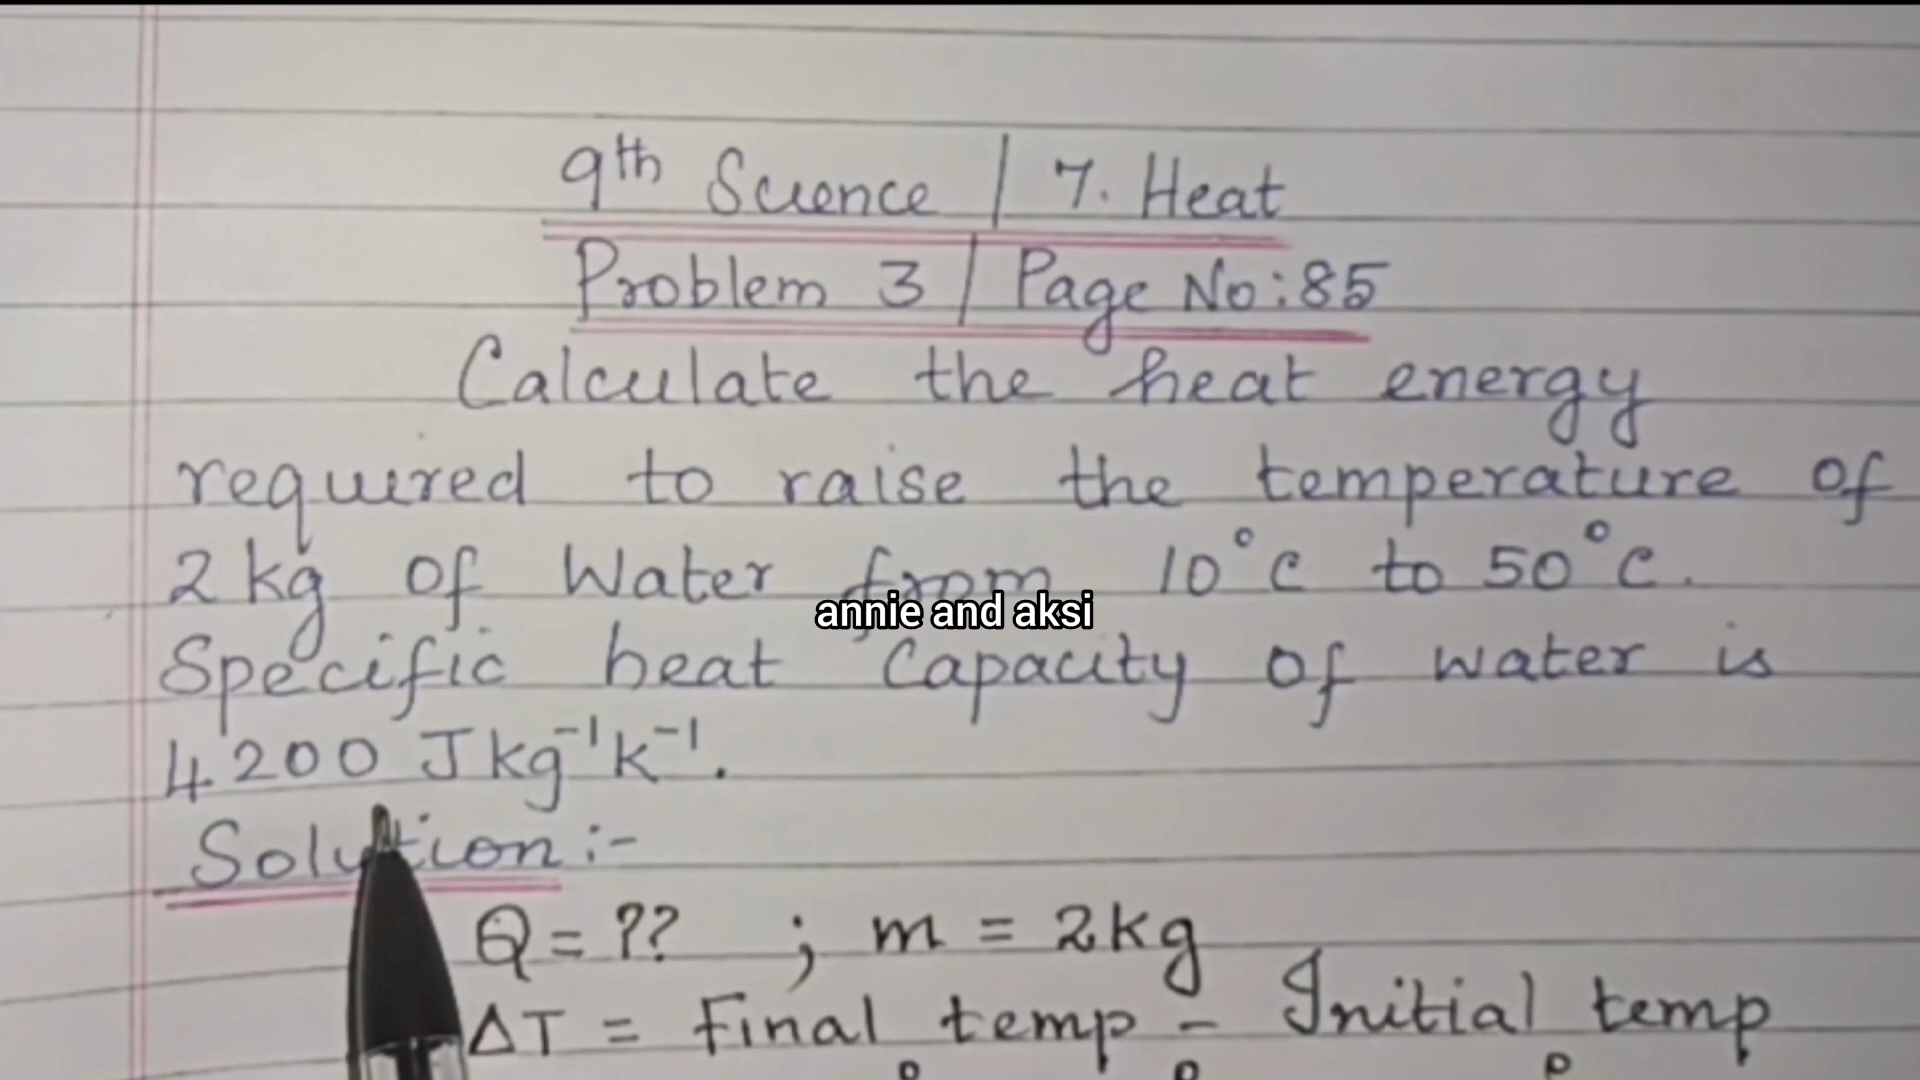 9th Science | 7. Heat
Problem 3 | Page No:85
Calculate the heat energy
required to raise the temperature of
2 kg of Water from 10°C to 50°C.
annie and aksi
Specific heat Capacity of water is
4200 J kg⁻¹ k⁻¹.
Solution :-
Q = ?? ; m = 2kg
ΔT = Final temp - Initial temp